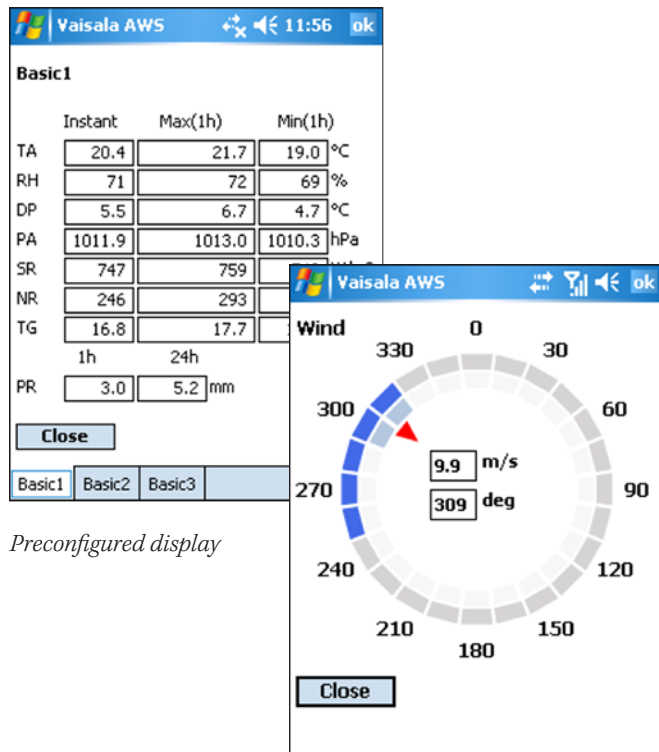 Vaisala AWS 11:56 ok
Basic1
Instant Max(1h) Min(1h)
TA 20.4 21.7 19.0 °C
RH 71 72 69 %
DP 5.5 6.7 4.7 °C
PA 1011.9 1013.0 1010.3 hPa
SR 747 759
NR 246 293
TG 16.8 17.7
1h 24h
PR 3.0 5.2 mm
Close
Basic1 Basic2 Basic3
Preconfigured display
Vaisala AWS ok
Wind
0
330 30
300 60
9.9 m/s
270 309 deg 90
240 120
210 150
180
Close